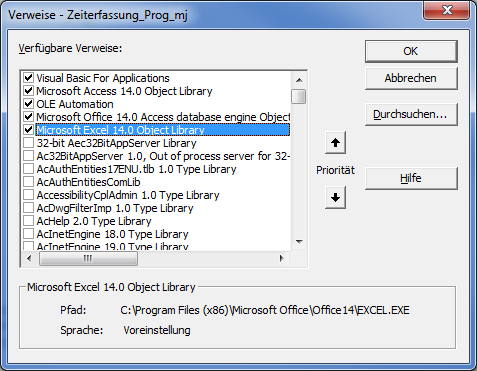 Verweise - Zeiterfassung_Prog_mj
Verfügbare Verweise:
OK
Visual Basic For Applications
Abbrechen
Microsoft Access 14.0 Object Library
OLE Automation
Microsoft Office 14.0 Access database engine Object
Durchsuchen...
Microsoft Excel 14.0 Object Library
32-bit Aec32BitAppServer Library
Ac32BitAppServer 1.0, Out of process server for 32-
Priorität
AcAuthEntities17ENU.tlb 1.0 Type Library
Hilfe
AcAuthEntitiesComLib
AccessibilityCplAdmin 1.0 Type Library
AcDwgFilterImp 1.0 Type Library
AcHelp 2.0 Type Library
AcInetEngine 18.0 Type Library
AcInetEngine 19.0 Type Library
Microsoft Excel 14.0 Object Library
Pfad: C:\Program Files (x86)\Microsoft Office\Office14\EXCEL.EXE
Sprache: Voreinstellung